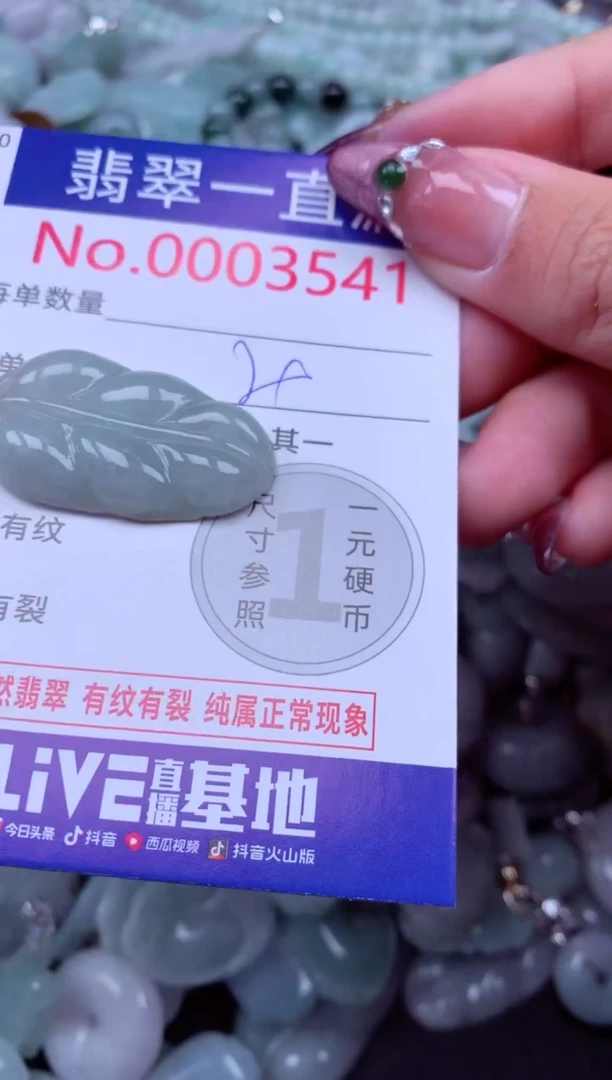 0
翡翠一直
No.0003541
每单数量
单
其一
尺寸参照
1
一元硬币
有纹
有裂
然翡翠 有纹有裂 纯属正常现象
LiVE直播基地
今日头条 抖音 西瓜视频 抖音火山版